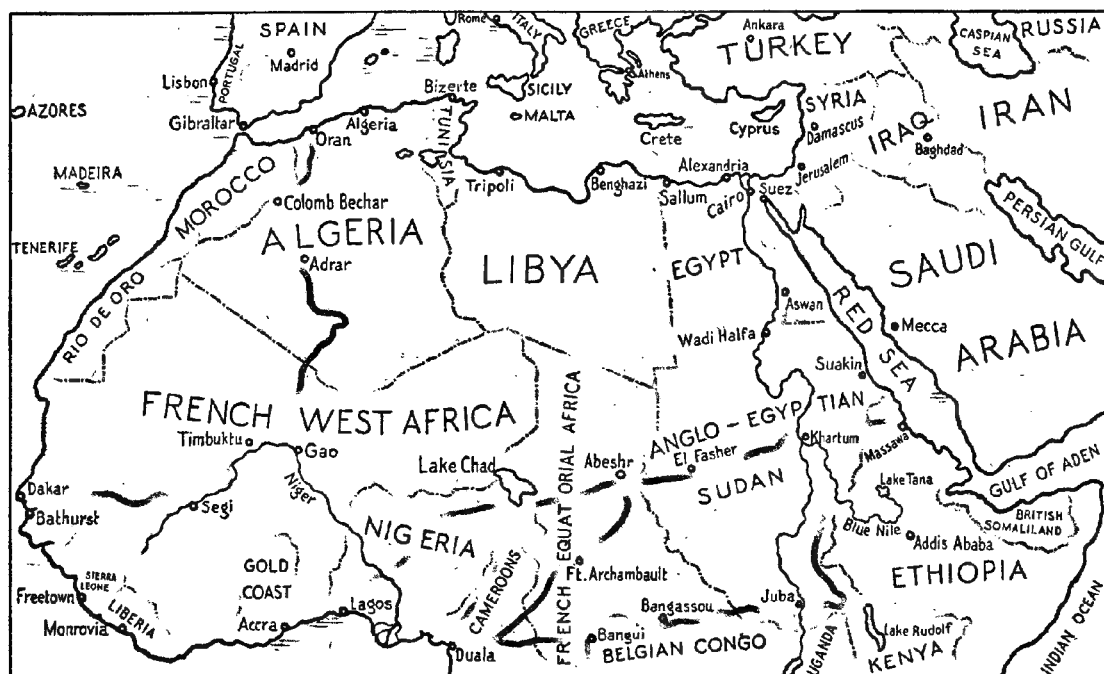 SPAIN
Madrid
PORTUGAL
Lisbon
Rome
ITALY
GREECE
Athens
Ankara
TURKEY
CASPIAN
SEA
RUSSIA
AZORES
Gibraltar
Oran
Algeria
Bizerte
TUNISIA
SICILY
MALTA
Crete
Cyprus
SYRIA
Damascus
IRAQ
Baghdad
IRAN
MADEIRA
MOROCCO
Colomb Bechar
Tripoli
Benghazi
Sallum
Alexandria
Cairo
Suez
Jerusalem
PERSIAN GULF
TENERIFE
ALGERIA
Adrar
LIBYA
EGYPT
Aswan
RED SEA
SAUDI
ARABIA
Mecca
RIO DE ORO
Wadi Halfa
Suakin
FRENCH WEST AFRICA
Timbuktu
Gao
Niger
Lake Chad
FRENCH EQUATORIAL AFRICA
Abeshr
ANGLO-EGYPTIAN
SUDAN
El Fasher
Khartum
Massawa
Lake Tana
GULF OF ADEN
Dakar
Bathurst
Segi
NIGERIA
Blue Nile
BRITISH
SOMALILAND
Addis Ababa
ETHIOPIA
GOLD
COAST
SIERRA
LEONE
Freetown
LIBERIA
Monrovia
Accra
Lagos
CAMEROONS
Duala
Ft. Archambault
Bangassou
Bangui
BELGIAN CONGO
Juba
UGANDA
Lake Rudolf
KENYA
INDIAN OCEAN